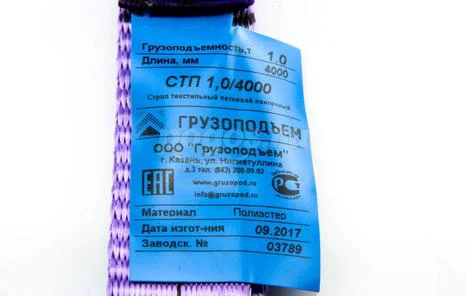 Грузоподъемность,т 1.0
Длина, мм 4000
СТП 1,0/4000
Строп текстильный петлевой ленточный
ГРУЗОПОДЪЕМ
ООО "Грузоподъем"
г. Казань, ул. Нигматуллина
д.3 тел. (843) 200-99-92
www.gruzopod.ru
info@gruzopod.ru
EAC
Материал Полиэстер
Дата изгот-ния 09.2017
Заводск. № 03789